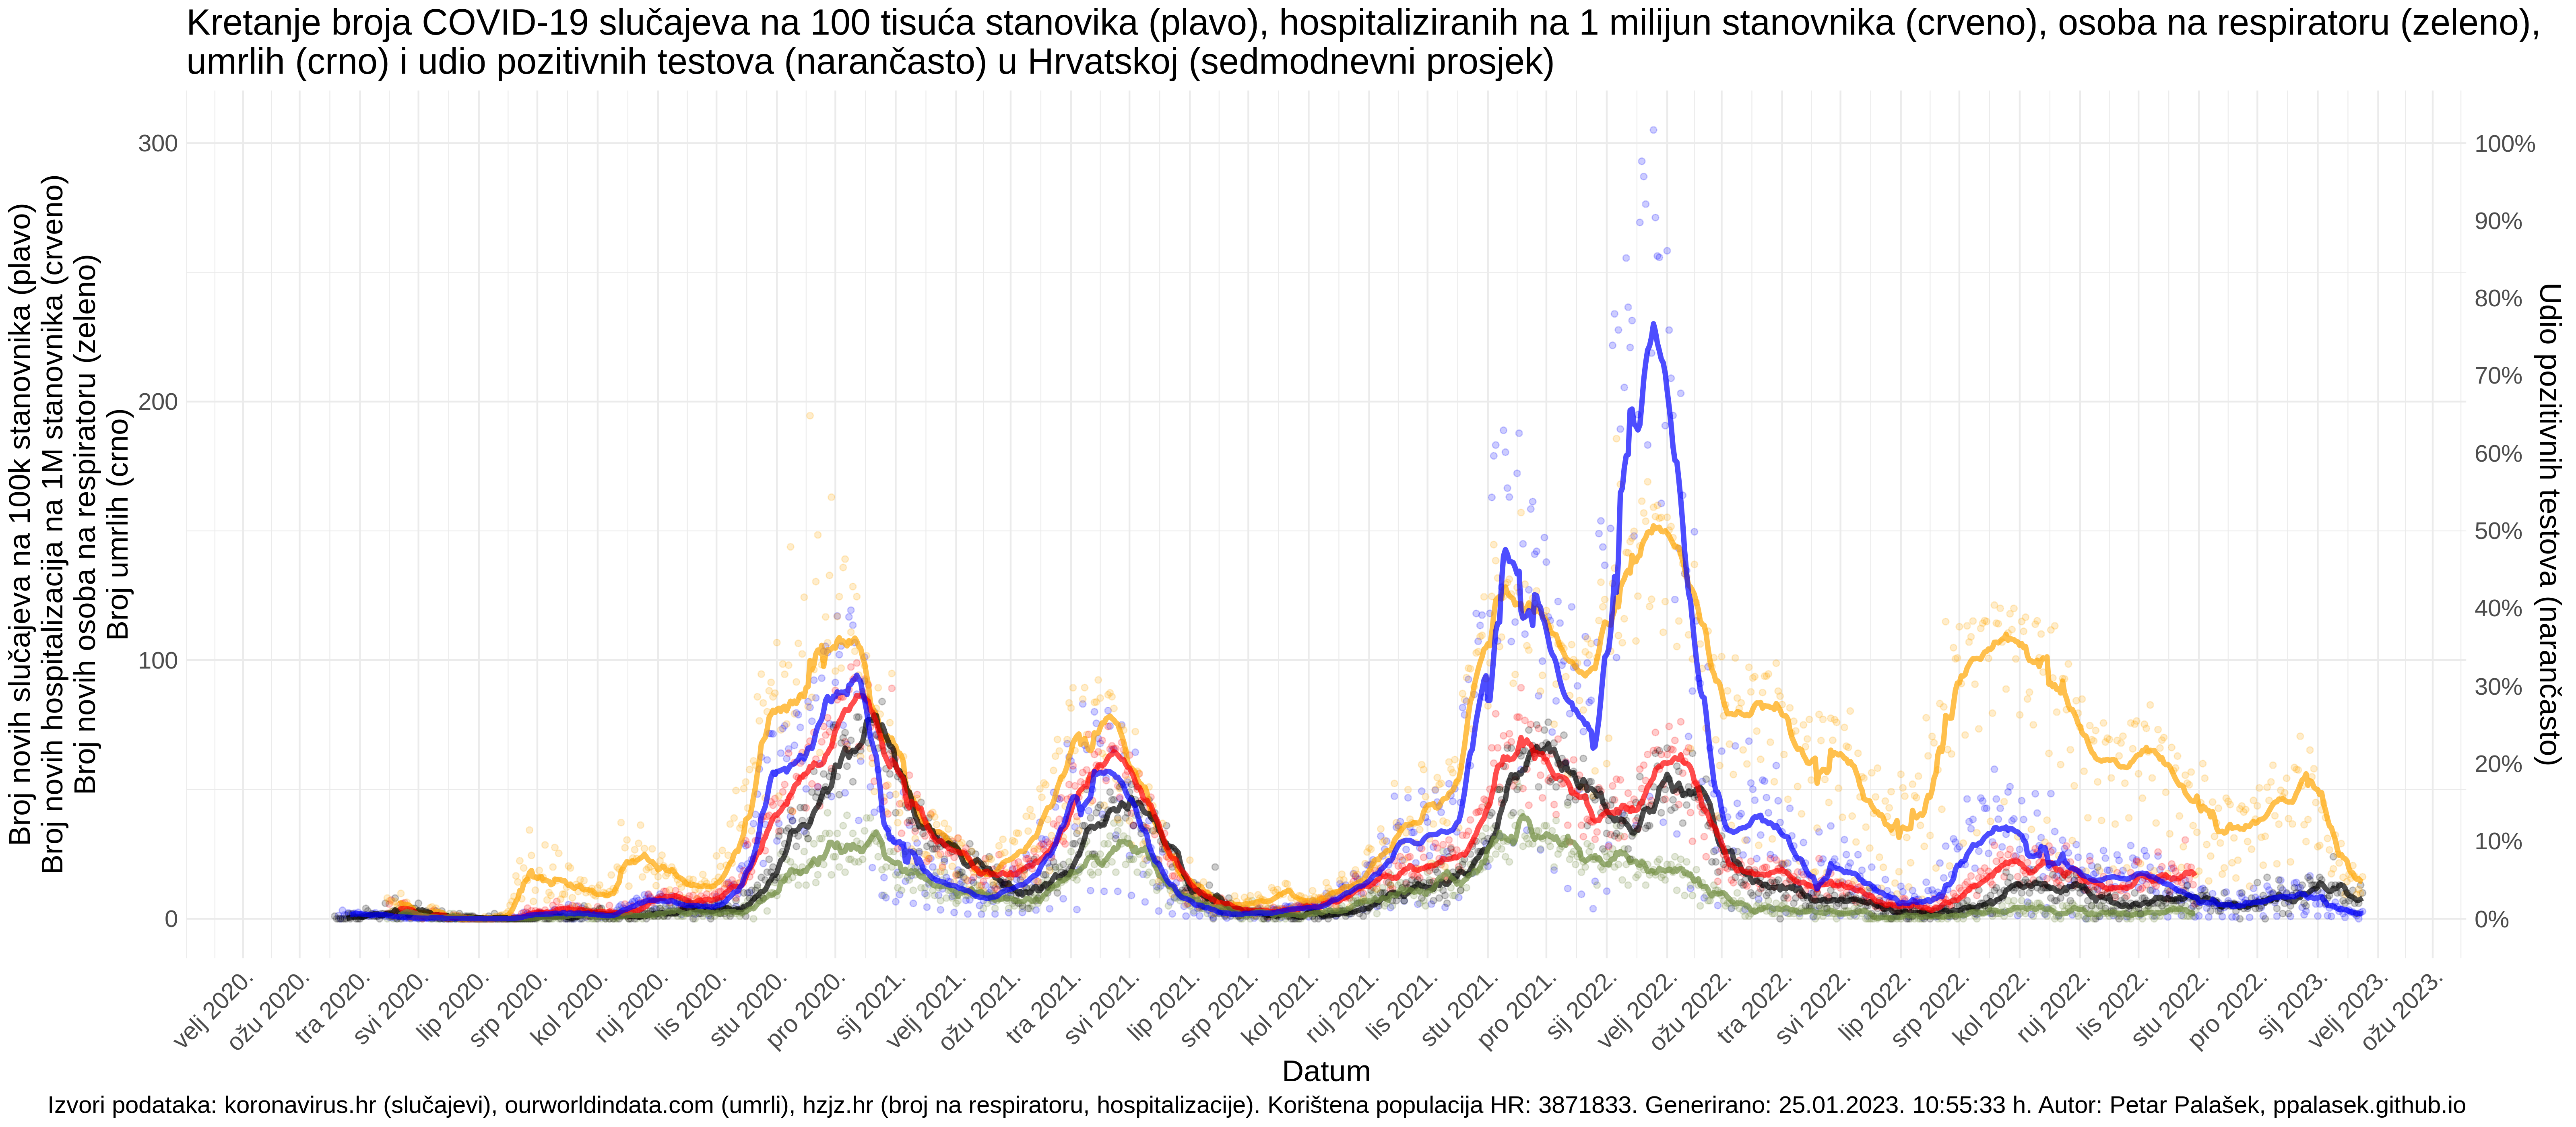 Kretanje broja COVID-19 slučajeva na 100 tisuća stanovika (plavo), hospitaliziranih na 1 milijun stanovnika (crveno), osoba na respiratoru (zeleno),
umrlih (crno) i udio pozitivnih testova (narančasto) u Hrvatskoj (sedmodnevni prosjek)
Broj novih slučajeva na 100k stanovnika (plavo)
Broj novih hospitalizacija na 1M stanovnika (crveno)
Broj novih osoba na respiratoru (zeleno)
Broj umrlih (crno)
300
200
100
0
100%
90%
80%
70%
60%
50%
40%
30%
20%
10%
0%
Udio pozitivnih testova (narančasto)
velj 2020.
ožu 2020.
tra 2020.
svi 2020.
lip 2020.
srp 2020.
kol 2020.
ruj 2020.
lis 2020.
stu 2020.
pro 2020.
sij 2021.
velj 2021.
ožu 2021.
tra 2021.
svi 2021.
lip 2021.
srp 2021.
kol 2021.
ruj 2021.
lis 2021.
stu 2021.
pro 2021.
sij 2022.
velj 2022.
ožu 2022.
tra 2022.
svi 2022.
lip 2022.
srp 2022.
kol 2022.
ruj 2022.
lis 2022.
stu 2022.
pro 2022.
sij 2023.
velj 2023.
ožu 2023.
Datum
Izvori podataka: koronavirus.hr (slučajevi), ourworldindata.com (umrli), hzjz.hr (broj na respiratoru, hospitalizacije). Korištena populacija HR: 3871833. Generirano: 25.01.2023. 10:55:33 h. Autor: Petar Palašek, ppalasek.github.io